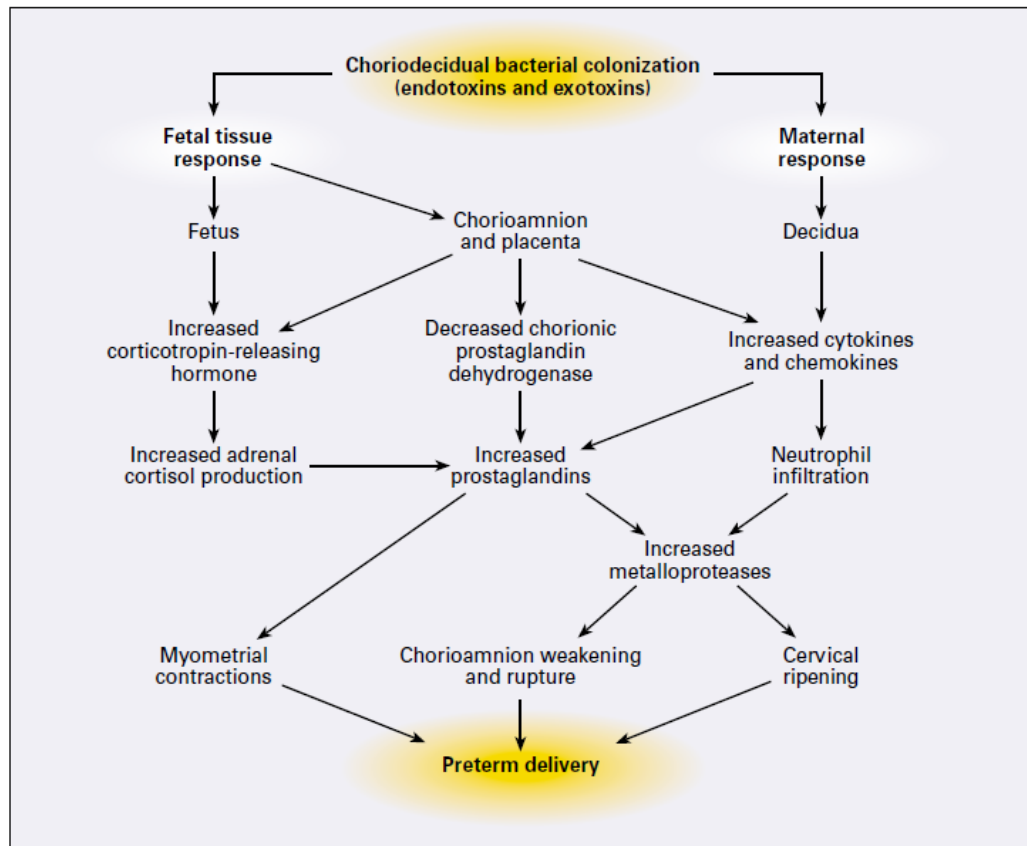 Choriodecidual bacterial colonization
(endotoxins and exotoxins)
Fetal tissue
response
Maternal
response
Fetus
Chorioamnion
and placenta
Decidua
Increased
corticotropin-releasing
hormone
Decreased chorionic
prostaglandin
dehydrogenase
Increased cytokines
and chemokines
Increased adrenal
cortisol production
Increased
prostaglandins
Neutrophil
infiltration
Increased
metalloproteases
Myometrial
contractions
Chorioamnion weakening
and rupture
Cervical
ripening
Preterm delivery